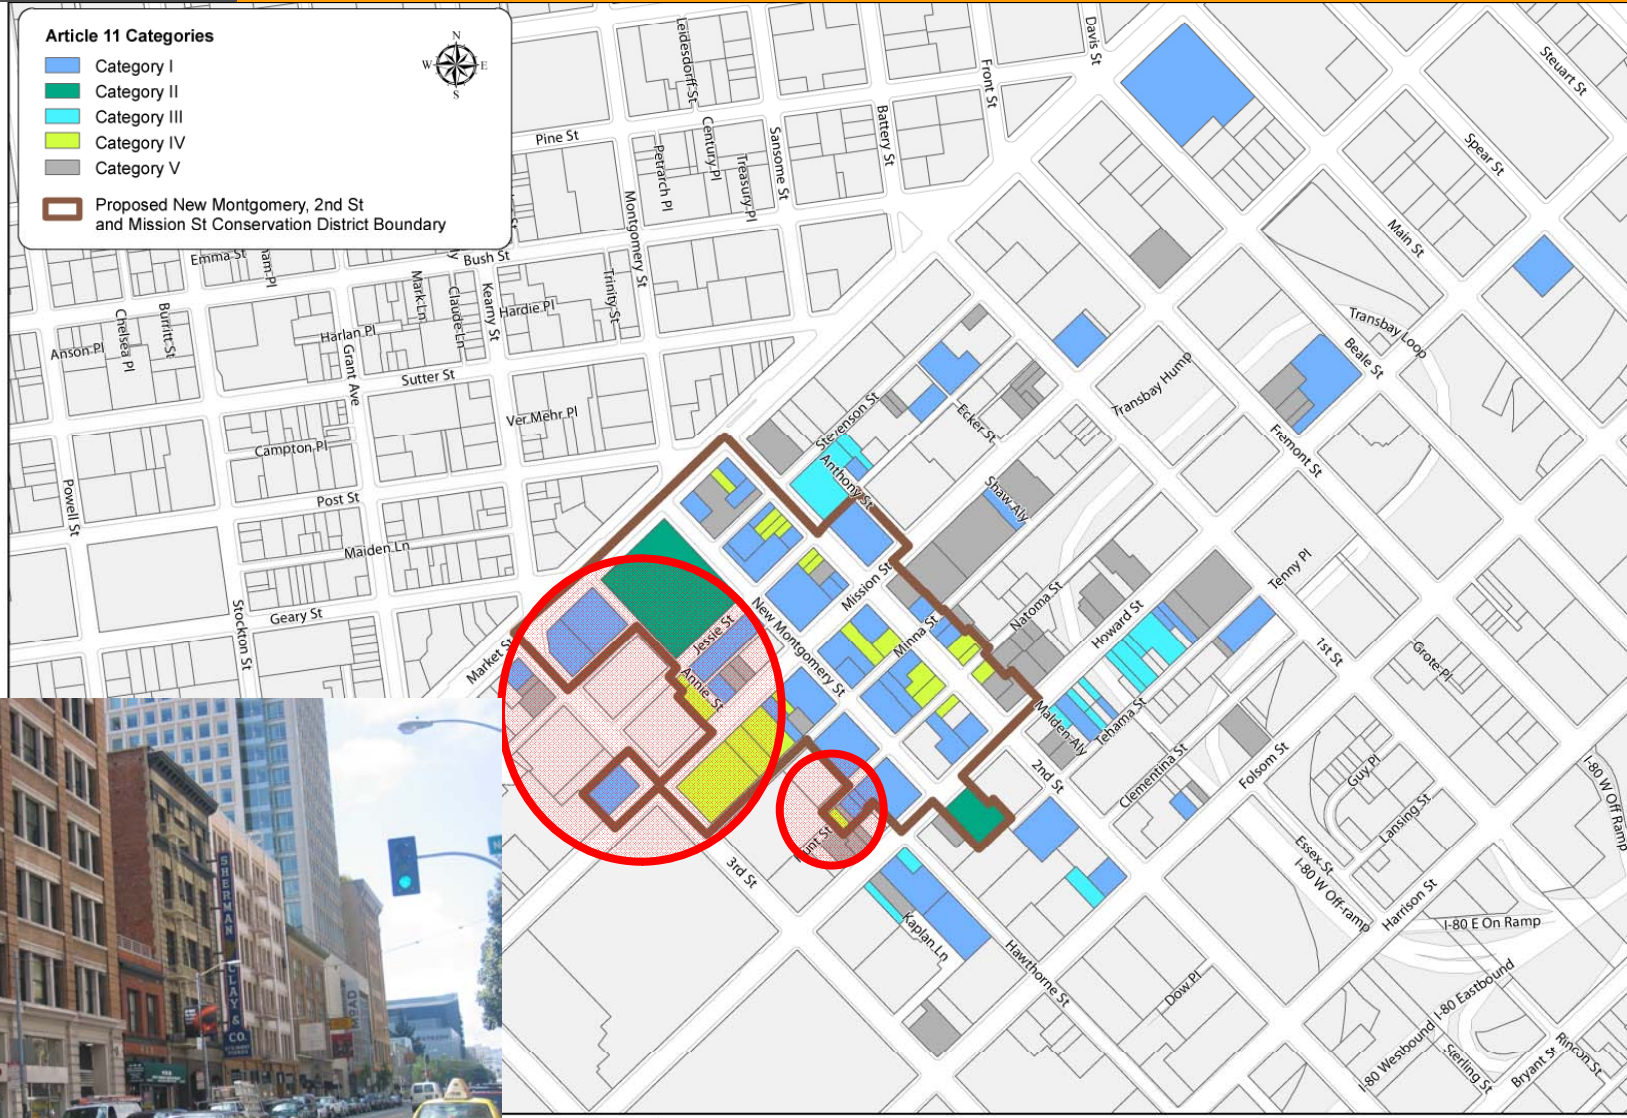 Article 11 Categories
Category I
Category II
Category III
Category IV
Category V
Proposed New Montgomery, 2nd St
and Mission St Conservation District Boundary
N
W E
S
Leidesdorff St
Pine St
Century Pl
Petrarch Pl
Treasury Pl
Sansome St
Battery St
Front St
Davis St
Steuart St
Spear St
Main St
Montgomery St
Emma St
Bush St
Mark Ln
Claude Ln
Kearny St
Hardie Pl
Trinity St
Chelsea Pl
Burritt St
Anson Pl
Harlan Pl
Grant Ave
Sutter St
Ver Mehr Pl
Campton Pl
Post St
Powell St
Maiden Ln
Geary St
Stockton St
Market St
Transbay Loop
Beale St
Transbay Hump
Fremont St
Stevenson St
Ecker St
Anthony St
Shaw Aly
Mission St
Natoma St
Minna St
Howard St
Tenny Pl
1st St
Grote Pl
New Montgomery St
Jessie St
Annie St
Malden Aly
Tehama St
2nd St
Clementina St
Folsom St
Guy Pl
Lansing St
I-80 W Off Ramp
Essex St
I-80 W Off-ramp
Harrison St
I-80 E On Ramp
Hunt St
3rd St
Kaplan Ln
Hawthorne St
Dow Pl
I-80 Eastbound
I-80 Westbound
Sterling St
Bryant St
Rincon St
SHERMAN
CLAY &
CO.
MOAD